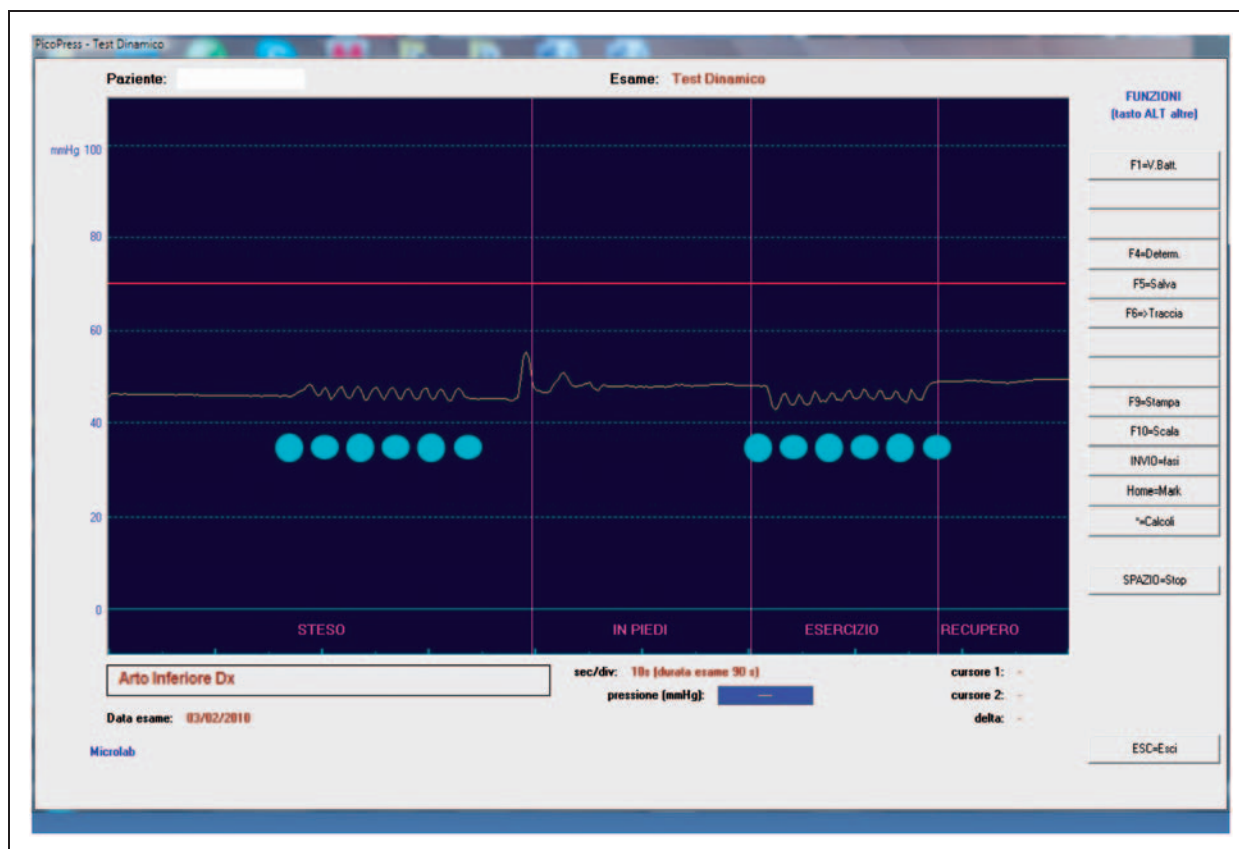 PicoPress - Test Dinamico
Paziente:
Esame: Test Dinamico
FUNZIONI
(tasto ALT altre)
mmHg 100
80
60
40
20
0
F1=V.Batt.
F4=Determ.
F5=Salva
F6=>Traccia
F9=Stampa
F10=Scala
INVIO=fasi
Home=Mark
*=Calcoli
SPAZIO=Stop
STESO
IN PIEDI
ESERCIZIO
RECUPERO
Arto Inferiore Dx
sec/div: 10s (durata esame 90 s)
pressione (mmHg): ---
cursore 1: -
cursore 2: -
delta: -
Data esame: 03/02/2010
Microlab
ESC=Esci